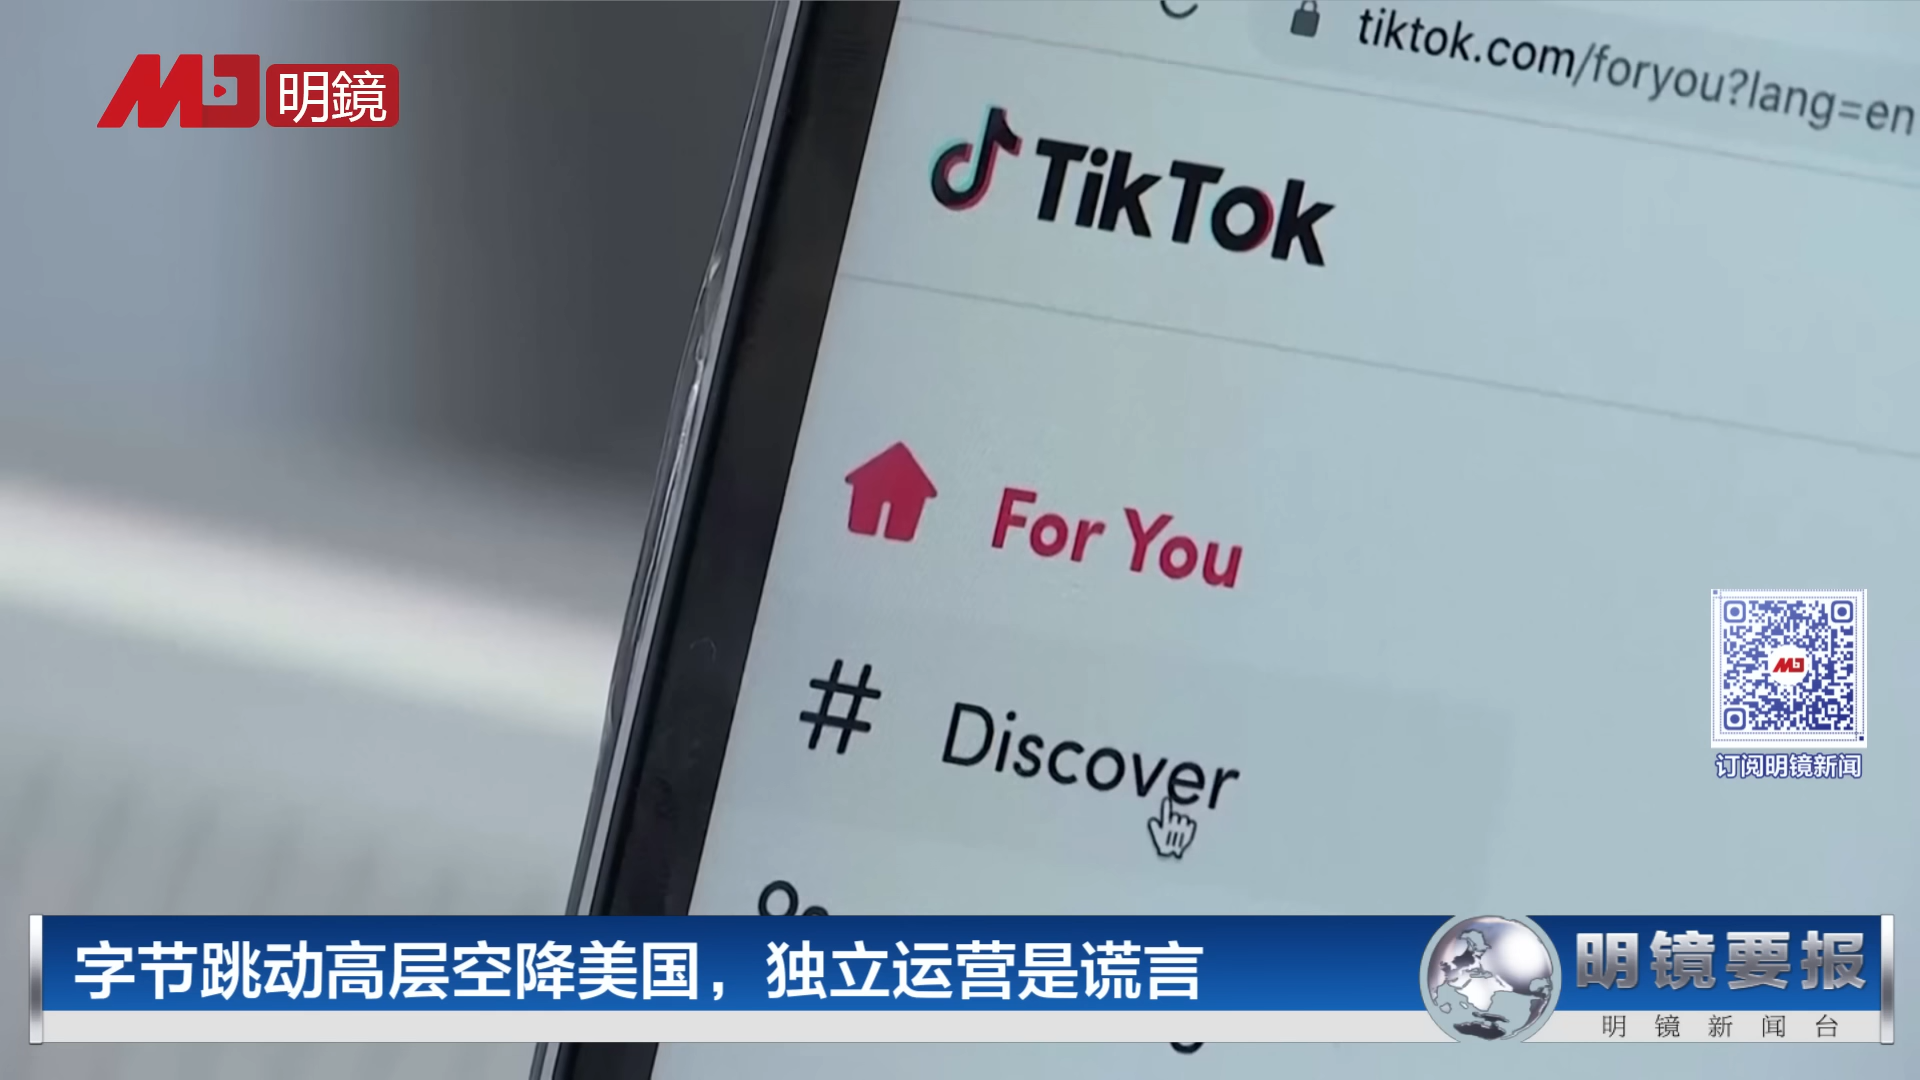 明鏡
tiktok.com/foryou?lang=en
TikTok
For You
# Discover
订阅明镜新闻
字节跳动高层空降美国，独立运营是谎言
明镜要报
明镜新闻台